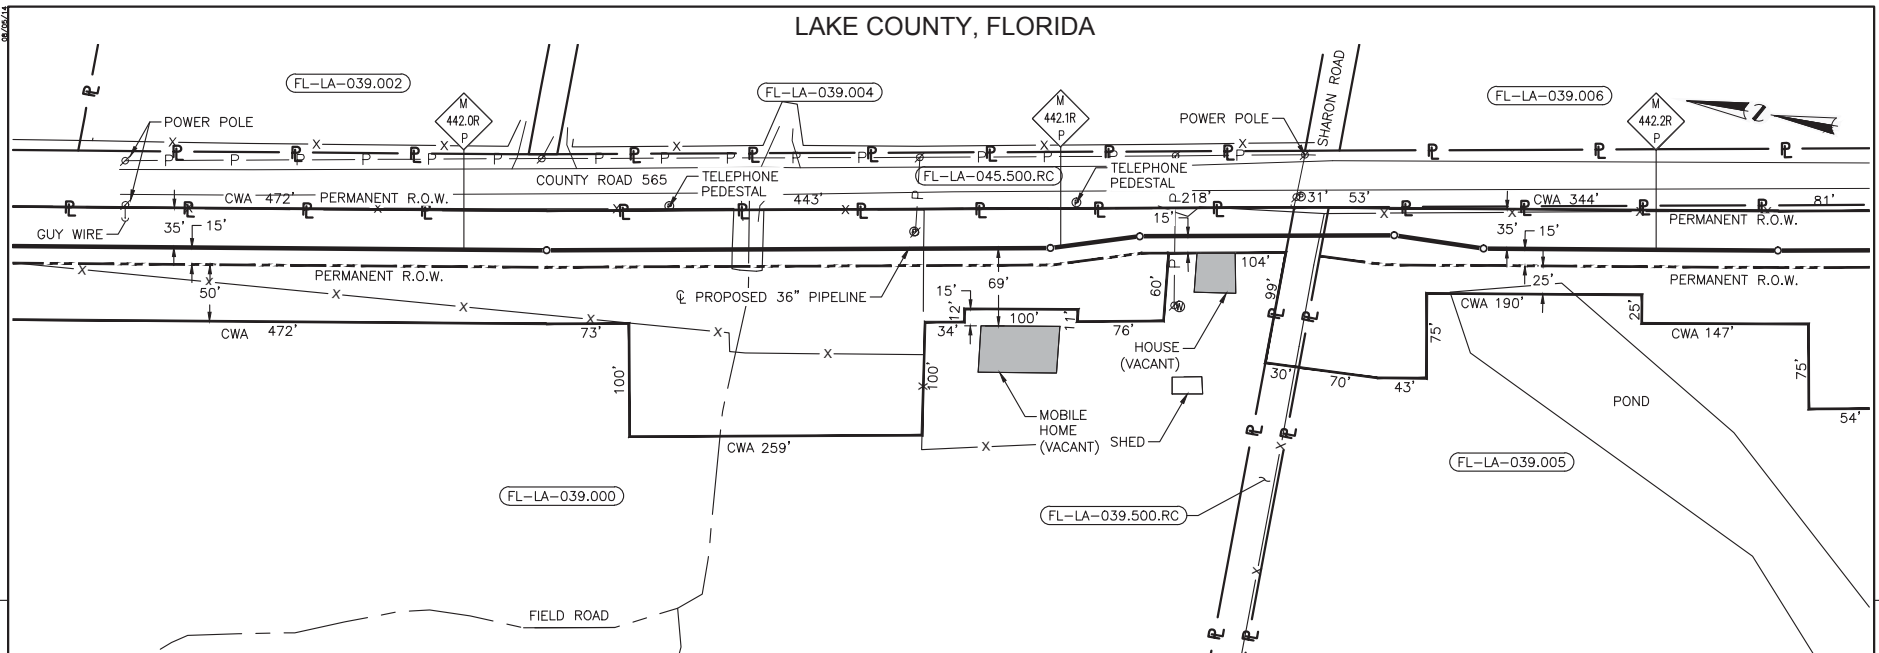 LAKE COUNTY, FLORIDA
08/05/14
FL-LA-039.002
M
442.0R
P
FL-LA-039.004
M
442.1R
P
SHARON ROAD
FL-LA-039.006
M
442.2R
P
Z
POWER POLE
POWER POLE
COUNTY ROAD 565
TELEPHONE
PEDESTAL
FL-LA-045.500.RC
TELEPHONE
PEDESTAL
CWA 472'
PERMANENT R.O.W.
443'
218'
31'
53'
CWA 344'
81'
PERMANENT R.O.W.
GUY WIRE
35'
15'
15'
35'
15'
PERMANENT R.O.W.
PERMANENT R.O.W.
50'
℄ PROPOSED 36" PIPELINE
69'
60'
104'
99'
25'
15'
12'
100'
11'
CWA 190'
25'
CWA
472'
73'
34'
76'
W
75'
CWA 147'
HOUSE
(VACANT)
100'
100'
30'
70'
43'
75'
POND
54'
MOBILE
HOME
(VACANT)
SHED
CWA 259'
FL-LA-039.005
FL-LA-039.000
FL-LA-039.500.RC
FIELD ROAD